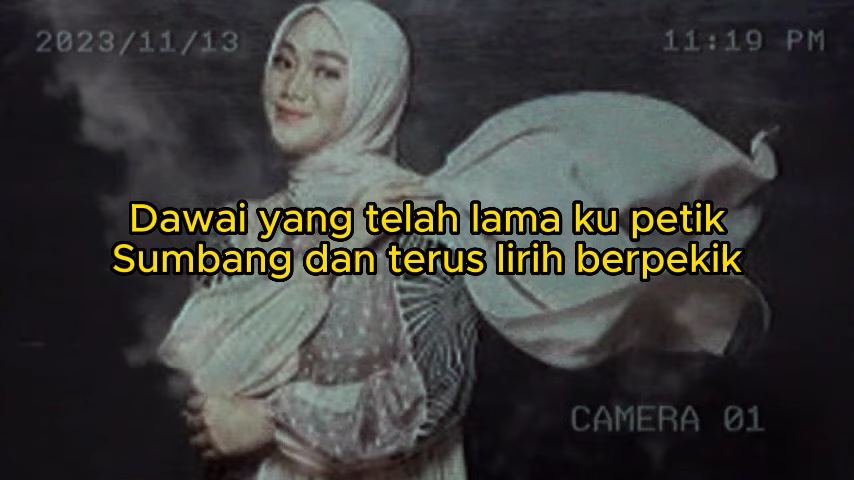 2023/11/13
11:19 PM
Dawai yang telah lama ku petik
Sumbang dan terus lirih berpekik
CAMERA 01